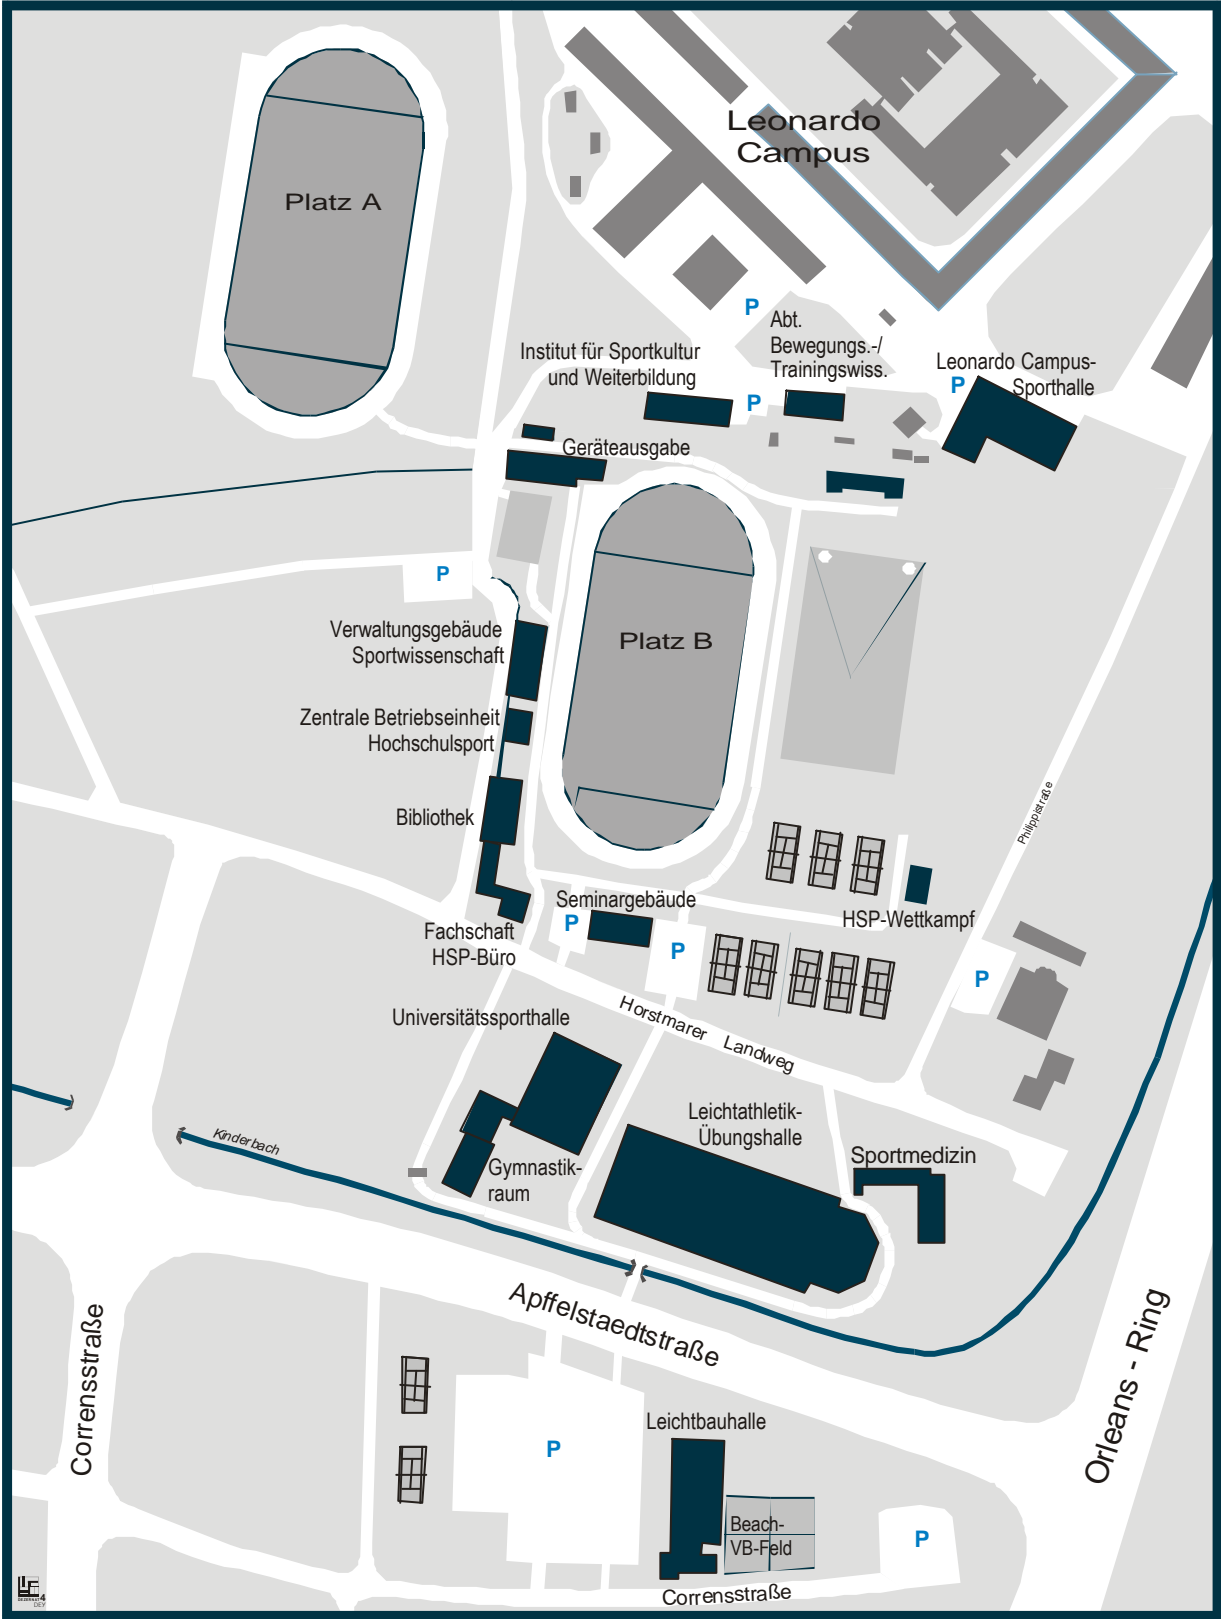 Leonardo
Campus
Platz A
P
Abt.
Bewegungs.-/
Trainingswiss.
Institut für Sportkultur
und Weiterbildung
P
Leonardo Campus-
Sporthalle
P
Geräteausgabe
P
Verwaltungsgebäude
Sportwissenschaft
Platz B
Zentrale Betriebseinheit
Hochschulsport
Bibliothek
Philippistraße
Seminargebäude
HSP-Wettkampf
Fachschaft
HSP-Büro
P
P
P
Universitätssporthalle
Horstmarer Landweg
Leichtathletik-
Übungshalle
Kinderbach
Sportmedizin
Gymnastik-
raum
Apffelstaedtstraße
Corrensstraße
Orleans - Ring
Leichtbauhalle
P
Beach-
VB-Feld
P
Corrensstraße